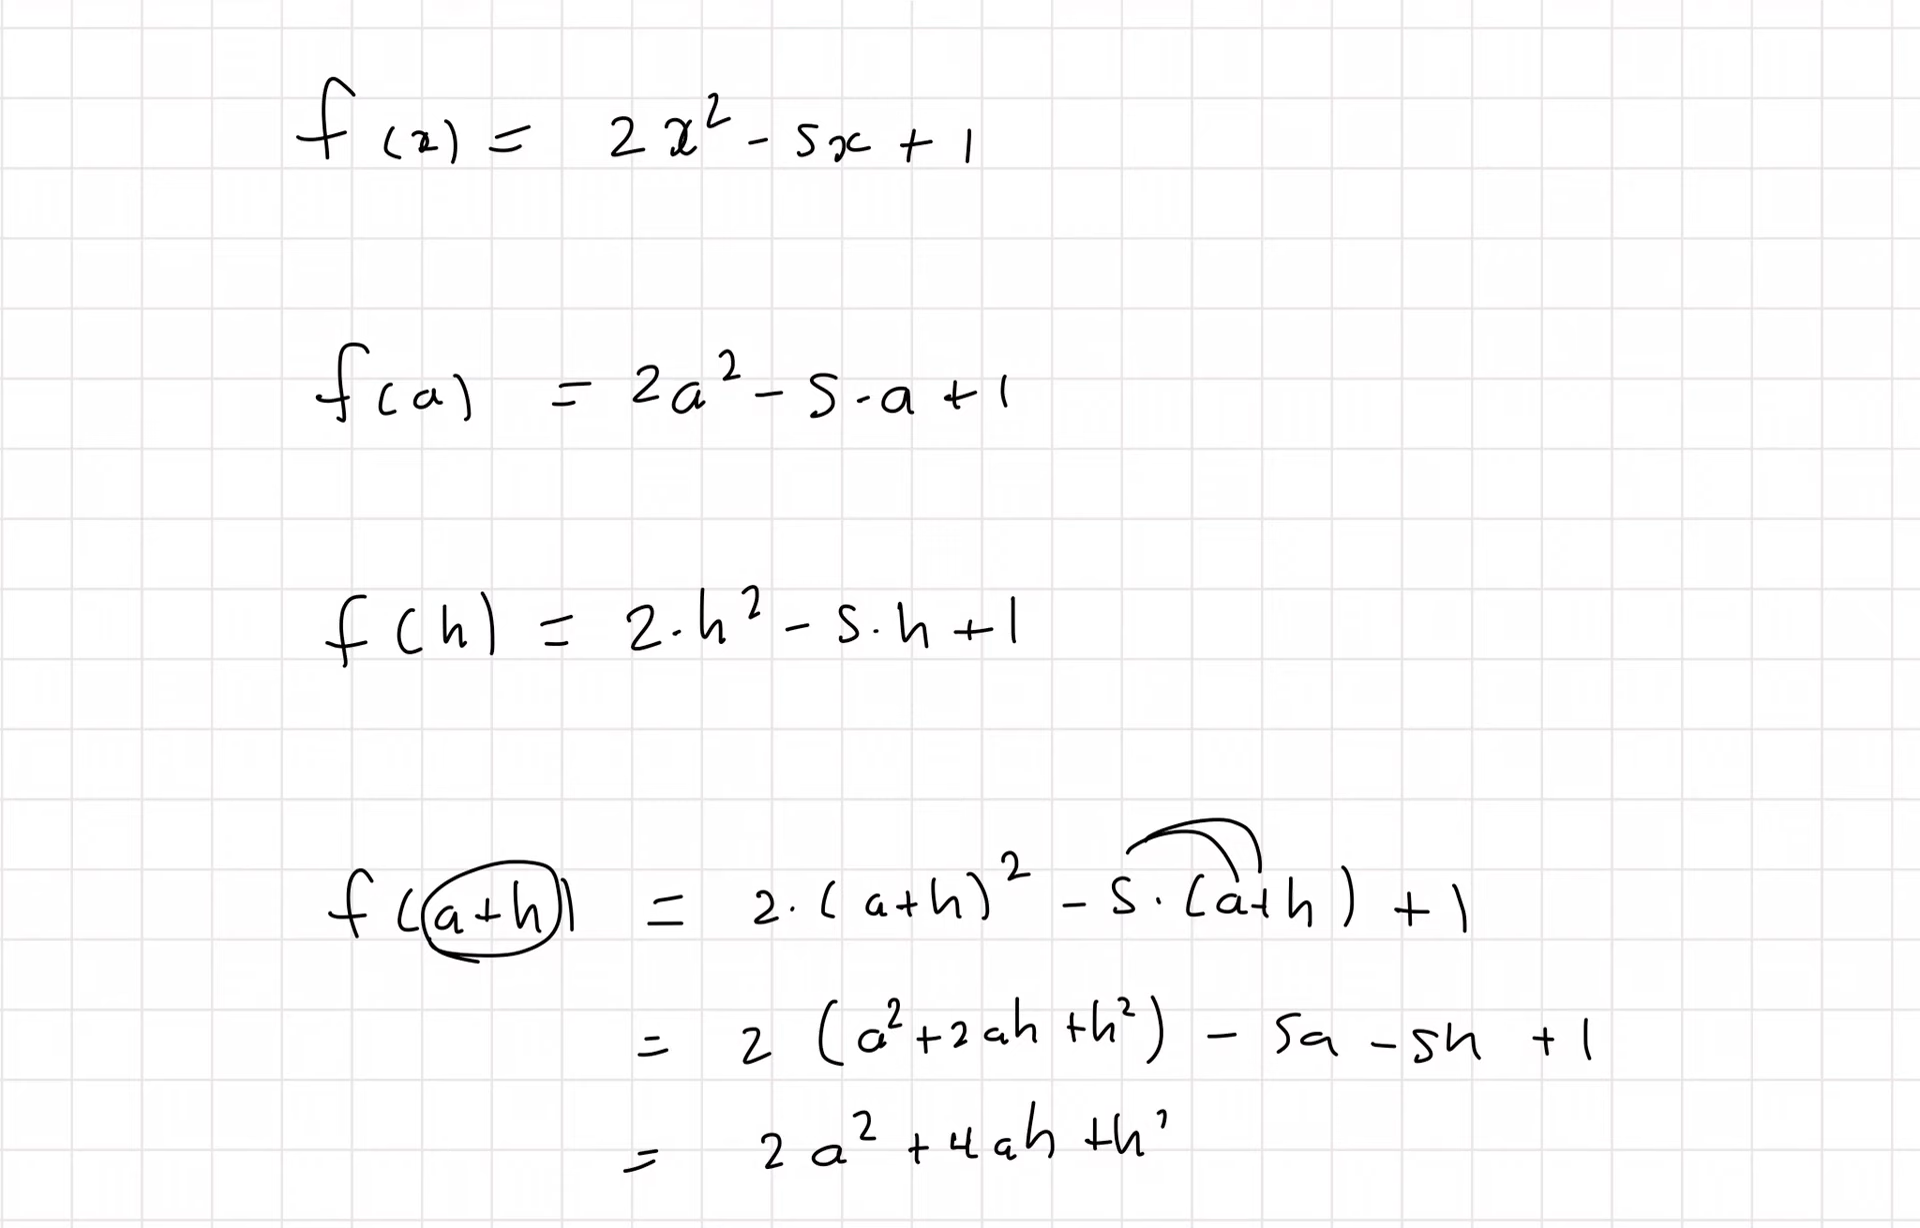 f(x) = 2x² - 5x + 1
f(a) = 2a² - 5·a + 1
f(h) = 2·h² - 5·h + 1
f(a+h) = 2·(a+h)² - 5·(a+h) + 1
= 2 (a² + 2ah + h²) - 5a - 5h + 1
= 2a² + 4ah + h²